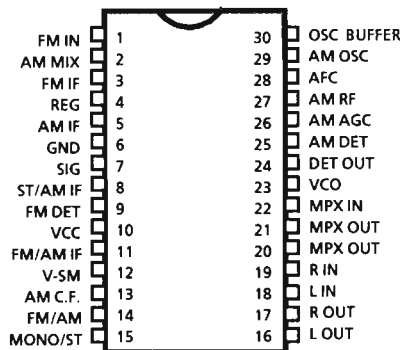 FM IN 1 30 OSC BUFFER
AM MIX 2 29 AM OSC
FM IF 3 28 AFC
REG 4 27 AM RF
AM IF 5 26 AM AGC
GND 6 25 AM DET
SIG 7 24 DET OUT
ST/AM IF 8 23 VCO
FM DET 9 22 MPX IN
VCC 10 21 MPX OUT
FM/AM IF 11 20 MPX OUT
V-SM 12 19 R IN
AM C.F. 13 18 L IN
FM/AM 14 17 R OUT
MONO/ST 15 16 L OUT